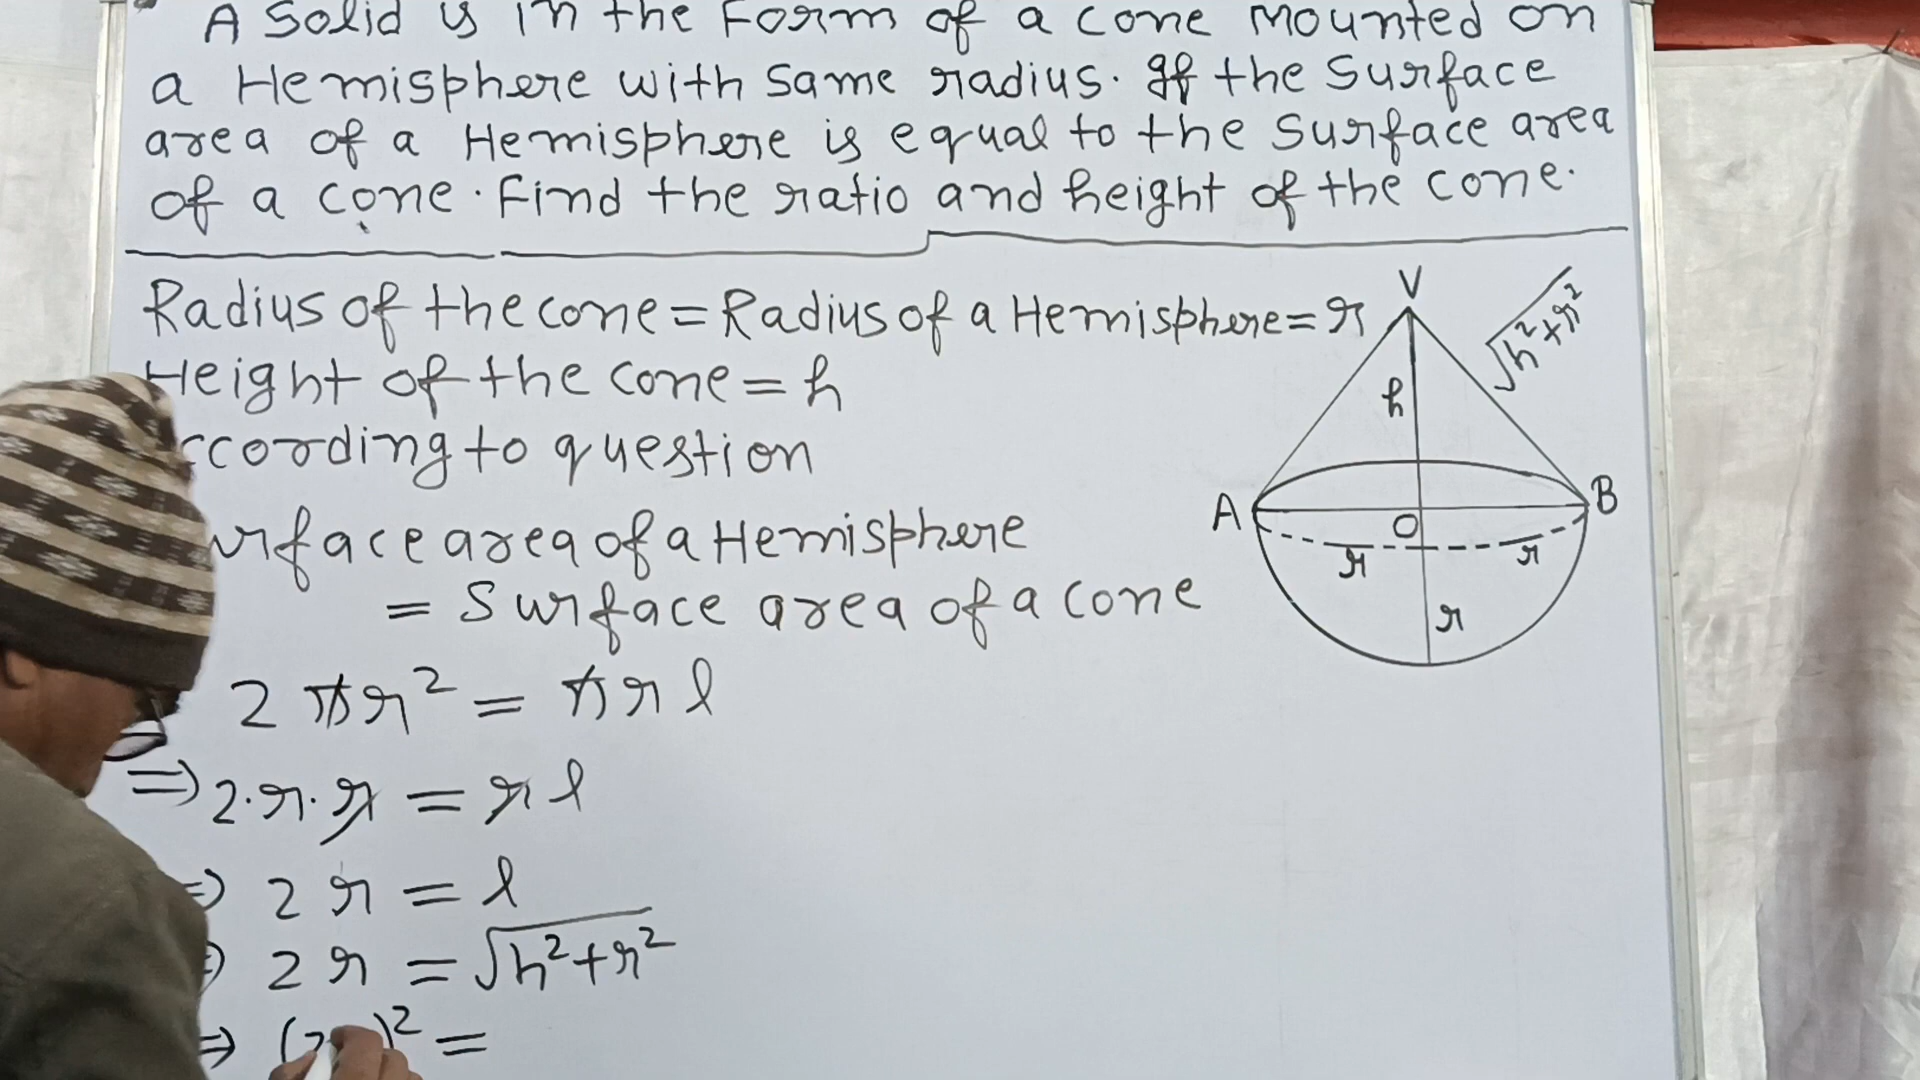 A Solid is in the Form of a cone Mounted on
a Hemisphere with Same radius. If the Surface
area of a Hemisphere is equal to the Surface area
of a cone. Find the ratio and height of the cone.
Radius of the cone = Radius of a Hemisphere = r
Height of the cone = h
According to question
Surface area of a Hemisphere
= Surface area of a cone
2πr² = πrl
⇒ 2.r.r = rl
⇒ 2r = l
⇒ 2r = √h²+r²
⇒ (2 )² =
V
√h²+r²
h
A
B
O
r
r
r